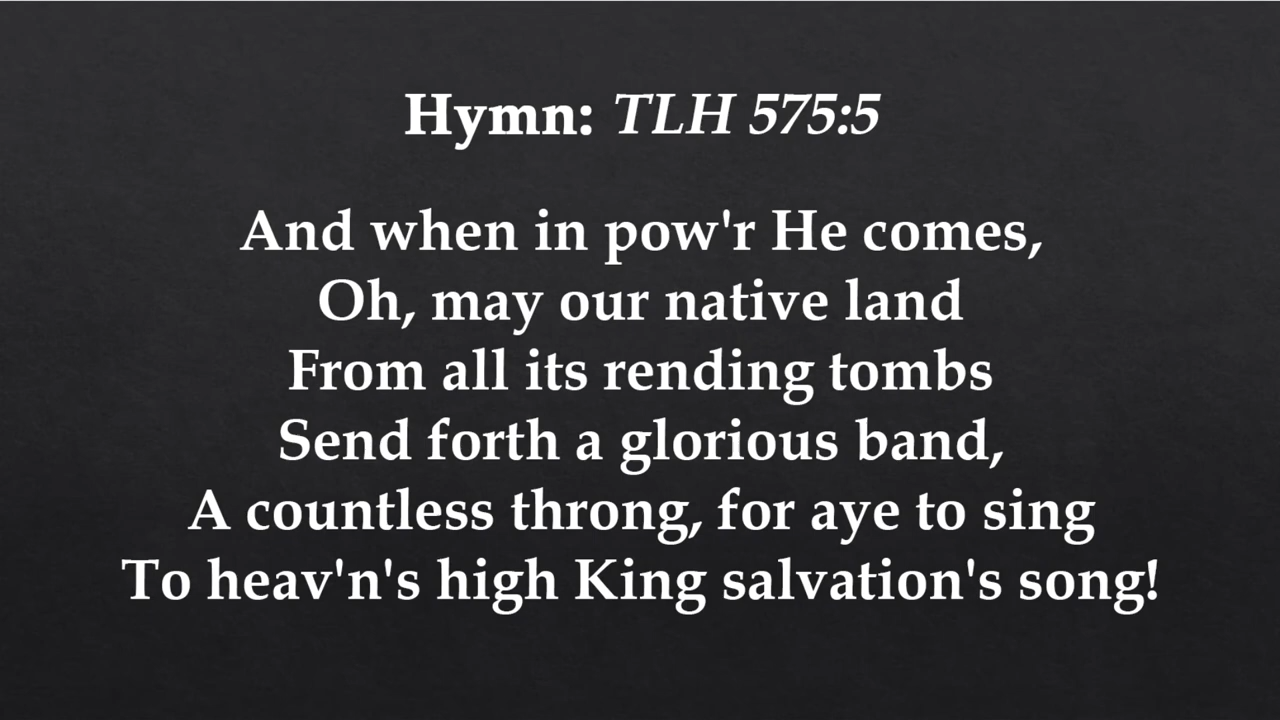 Hymn: TLH 575:5
And when in pow'r He comes,
Oh, may our native land
From all its rending tombs
Send forth a glorious band,
A countless throng, for aye to sing
To heav'n's high King salvation's song!